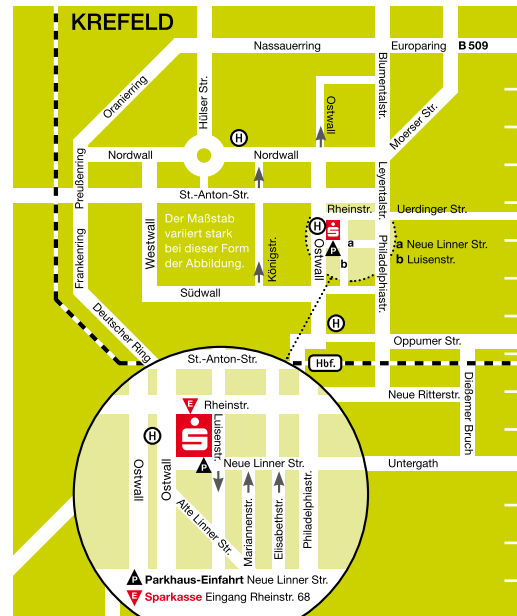 KREFELD
Nassauerring
Europaring
B 509
Oranierring
Hülser Str.
Ostwall
Blumentalstr.
Moerser Str.
H
Nordwall
Nordwall
Preußenring
Leyentalstr.
St.-Anton-Str.
Rheinstr.
Uerdinger Str.
Der Maßstab
variiert stark
bei dieser Form
der Abbildung.
Westwall
Königstr.
H
Ostwall
P
a
b
Philadelphiastr.
a Neue Linner Str.
b Luisenstr.
Frankenring
Südwall
H
Deutscher Ring
Oppumer Str.
Hbf.
St.-Anton-Str.
Neue Ritterstr.
Dießemer
Bruch
E
Rheinstr.
H
Luisenstr.
P
Neue Linner Str.
Untergath
Ostwall
Ostwall
Alte Linner Str.
Mariannenstr.
Elisabethstr.
Philadelphiastr.
P Parkhaus-Einfahrt Neue Linner Str.
E Sparkasse Eingang Rheinstr. 68